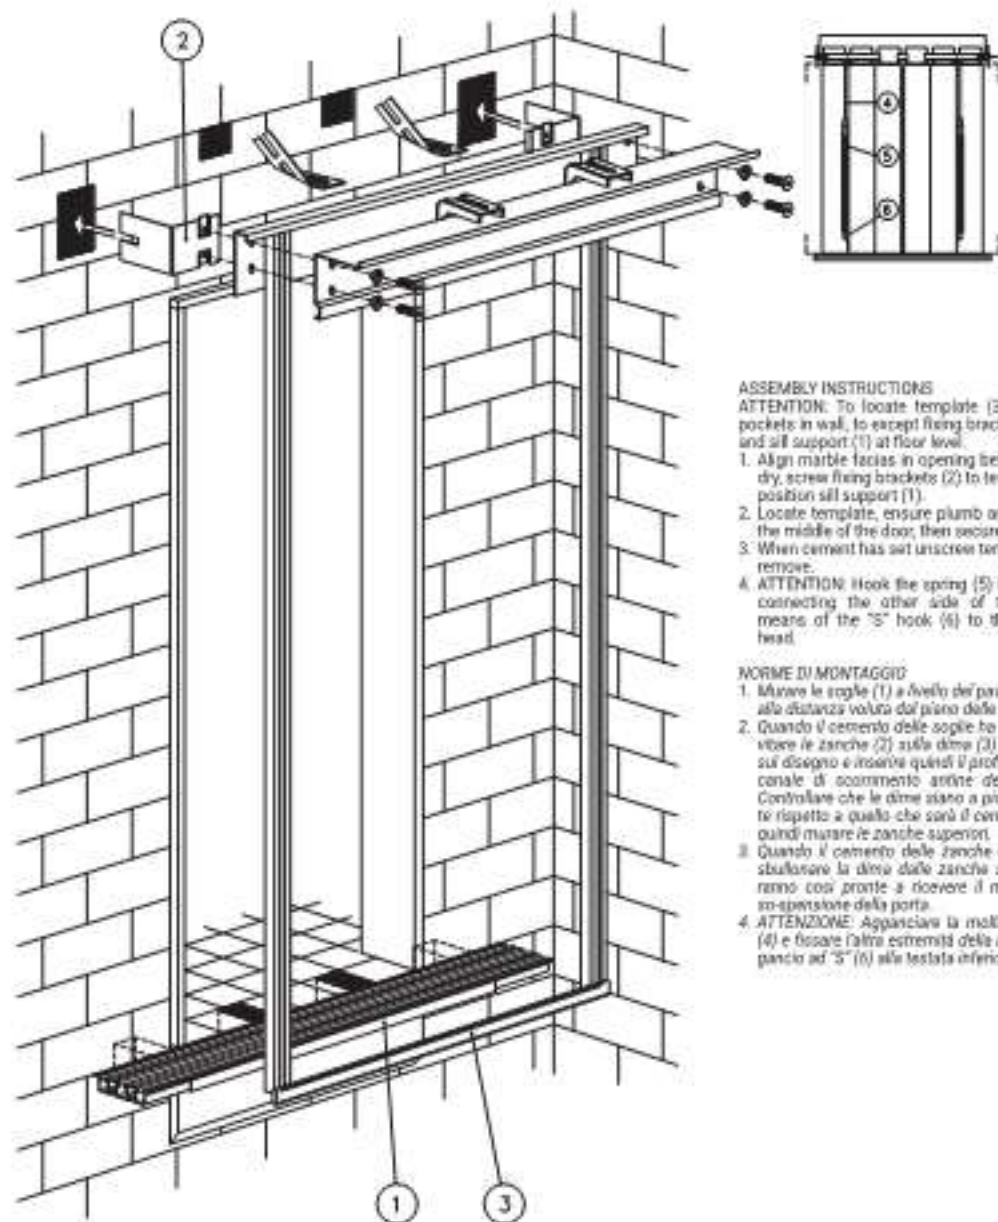 2
4
5
6
ASSEMBLY INSTRUCTIONS
ATTENTION: To locate template (3
pockets in wall, to except fixing brac
and sill support (1) at floor level.
1. Align marble facias in opening be
dry, screw fixing brackets (2) to te
position sill support (1).
2. Locate template, ensure plumb a
the middle of the door, then secur
3. When cement has set unscrew te
remove.
4. ATTENTION: Hook the spring (5)
connecting the other side of
means of the "S" hook (6) to t
head.
NORME DI MONTAGGIO
1. Murare le soglie (1) a livello del pa
alla distanza voluta dal piano delle
2. Quando il cemento delle soglie ha
vitare le zanche (2) sulla dima (3)
sul disegno e inserire quindi il prof
canale di scorrimento de
Controllare che le dime siano a pi
te rispetto a quello che sarà il cen
quindi murare le zanche superiori.
3. Quando il cemento delle zanche
sbullonare la dima dalle zanche
ranno così pronte a ricevere il
so-spensione della porta.
4. ATTENZIONE: Agganciare la moll
(4) e fissare l'altra estremità della
gancio ad "S" (6) alla testata inferio
1
3